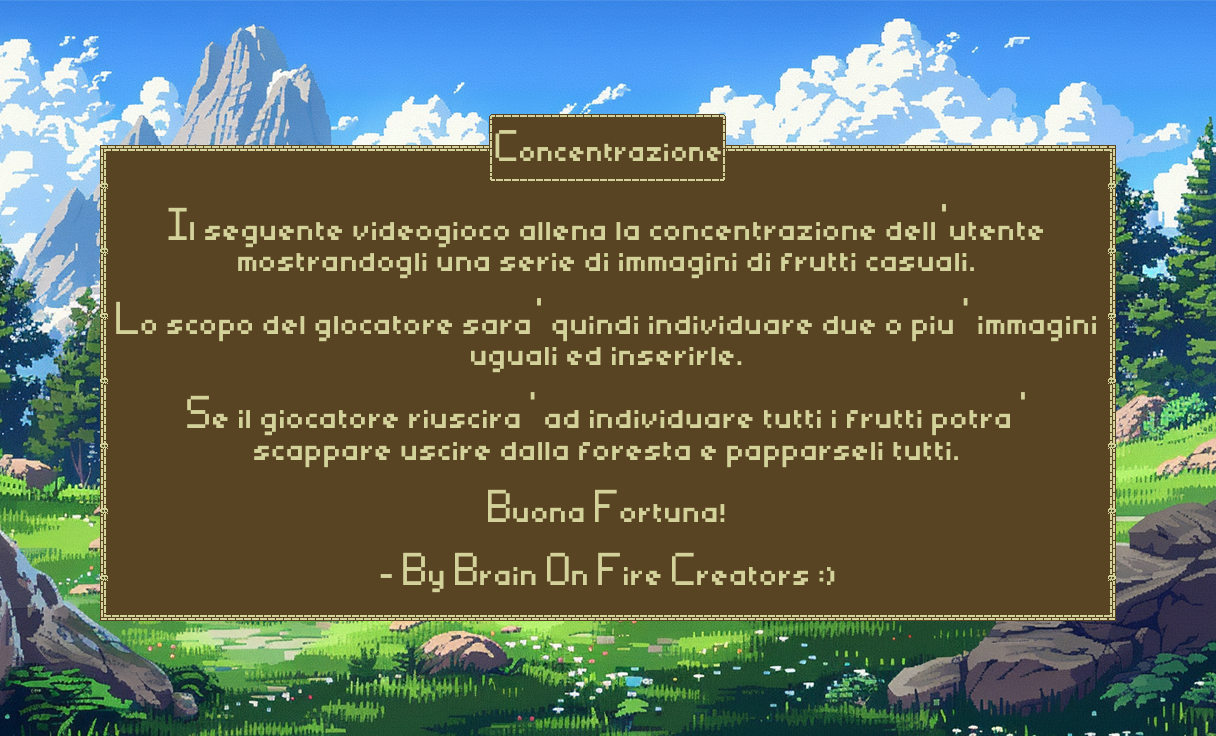 Concentrazione
Il seguente videogioco allena la concentrazione dell'utente
mostrandogli una serie di immagini di frutti casuali.
Lo scopo del giocatore sara' quindi individuare due o piu' immagini
uguali ed inserirle.
Se il giocatore riuscira' ad individuare tutti i frutti potra'
scappare uscire dalla foresta e papparseli tutti.
Buona Fortuna!
- By Brain On Fire Creators :)